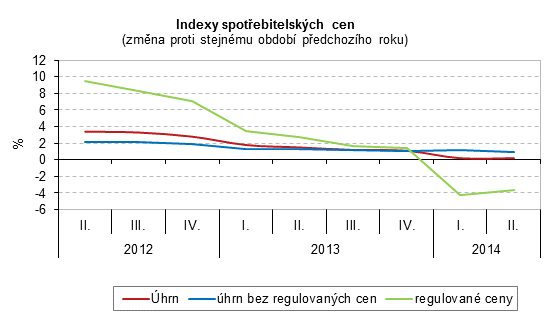 Indexy spotřebitelských cen
(změna proti stejnému období předchozího roku)
12
10
8
6
4
2
0
-2
-4
-6
%
II. III. IV. I. II. III. IV. I. II.
2012 2013 2014
Úhrn úhrn bez regulovaných cen regulované ceny